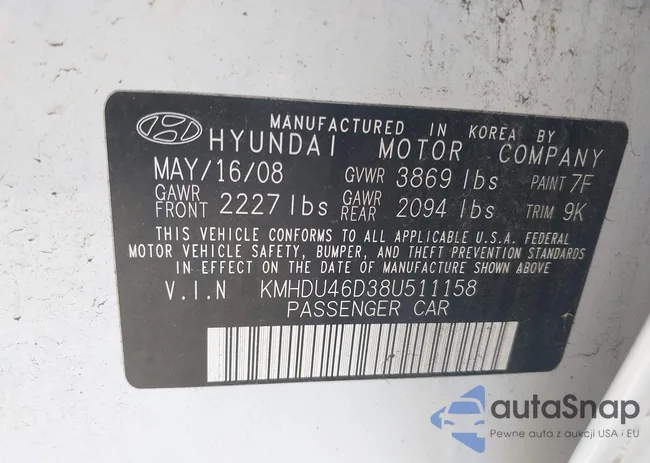 MANUFACTURED IN KOREA BY
HYUNDAI MOTOR COMPANY
MAY/16/08 GVWR 3869 lbs PAINT 7F
GAWR FRONT 2227 lbs GAWR REAR 2094 lbs TRIM 9K
THIS VEHICLE CONFORMS TO ALL APPLICABLE U.S.A. FEDERAL
MOTOR VEHICLE SAFETY, BUMPER, AND THEFT PREVENTION STANDARDS
IN EFFECT ON THE DATE OF MANUFACTURE SHOWN ABOVE
V.I.N KMHDU46D38U511158
PASSENGER CAR
autoSnap
Pewne auta z aukcji USA i EU